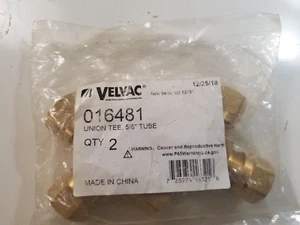 VELVAC
12/25/18
016481
UNION TEE, 5/8" TUBE
QTY 2
WARNING: Cancer and Reproductive Harm
www.P65Warnings.ca.gov
MADE IN CHINA